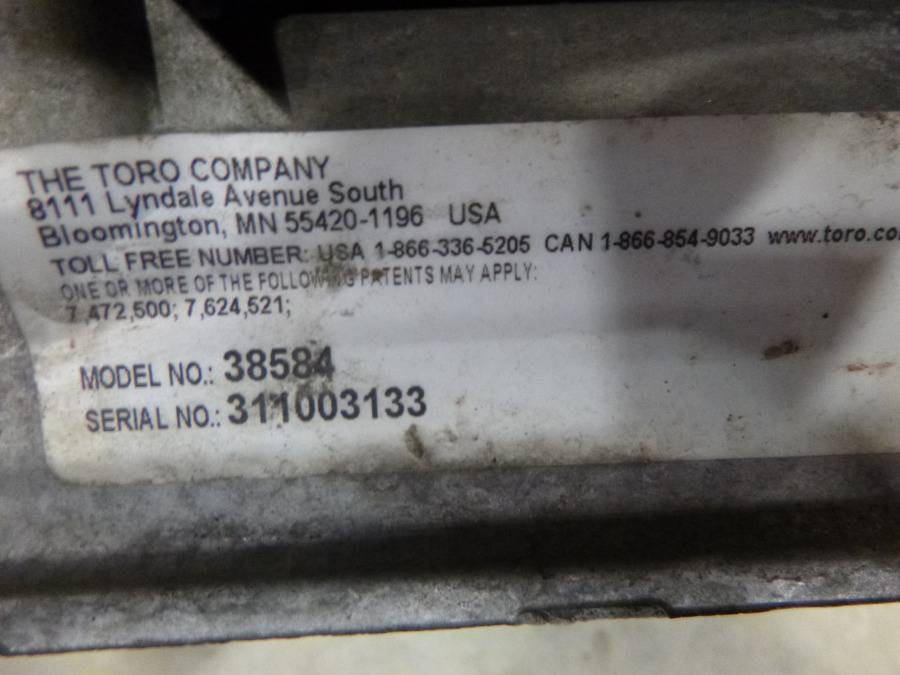 THE TORO COMPANY
8111 Lyndale Avenue South
Bloomington, MN 55420-1196 USA
TOLL FREE NUMBER: USA 1-866-336-5205 CAN 1-866-854-9033 www.toro.co
ONE OR MORE OF THE FOLLOWING PATENTS MAY APPLY:
7,472,500; 7,624,521;
MODEL NO.: 38584
SERIAL NO.: 311003133